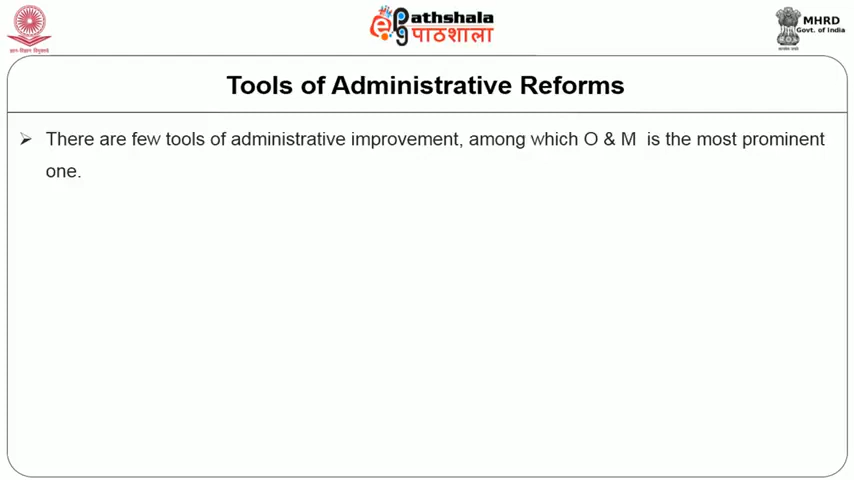 Pathshala
पाठशाला
MHRD
Govt. of India
Tools of Administrative Reforms
There are few tools of administrative improvement, among which O & M is the most prominent
one.